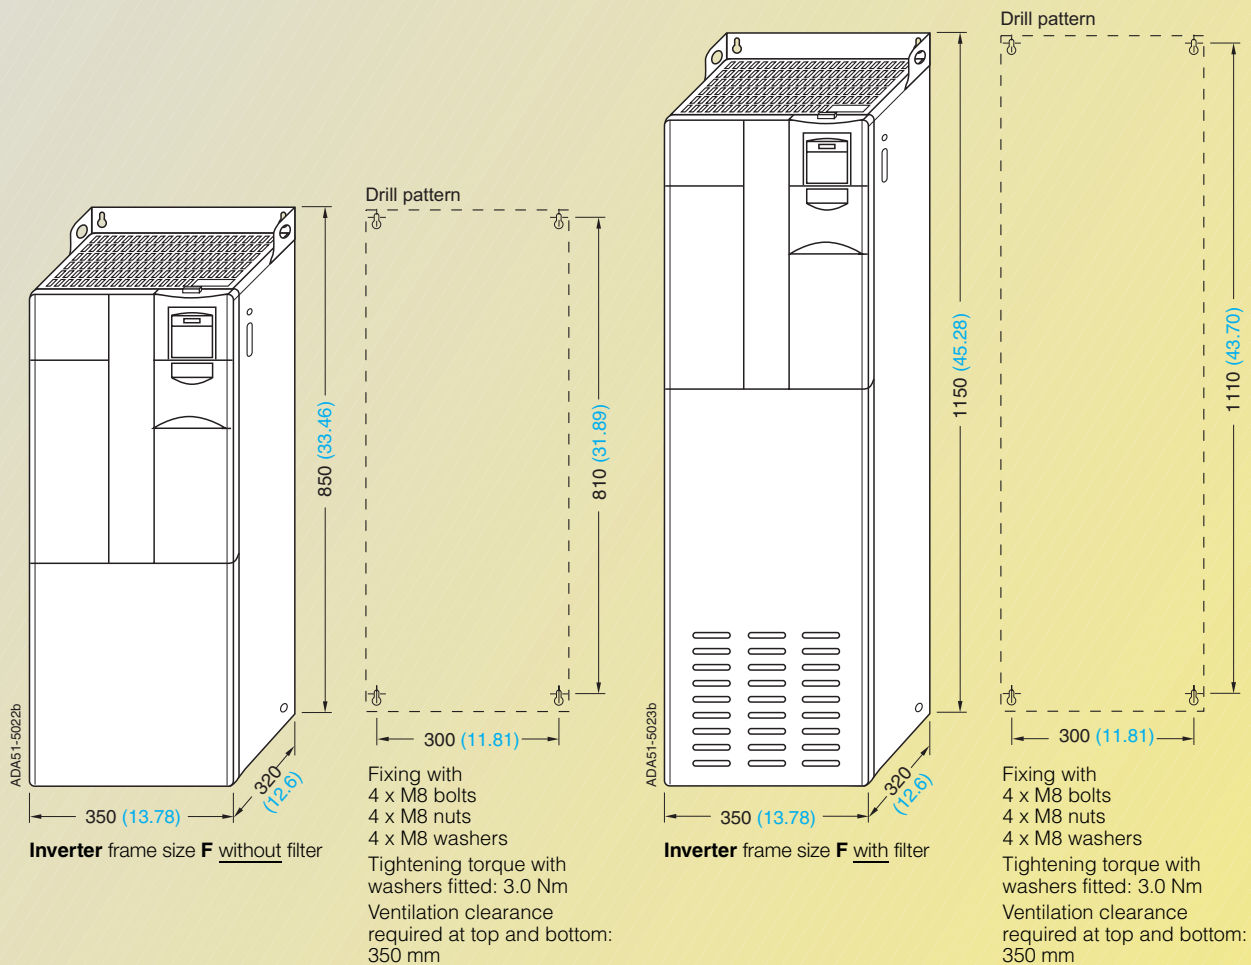 Drill pattern
850 (33.46)
810 (31.89)
300 (11.81)
ADA51-5022b
350 (13.78)
320
(12.6)
Inverter frame size F without filter
Fixing with
4 x M8 bolts
4 x M8 nuts
4 x M8 washers
Tightening torque with
washers fitted: 3.0 Nm
Ventilation clearance
required at top and bottom:
350 mm
Drill pattern
1150 (45.28)
1110 (43.70)
300 (11.81)
ADA51-5023b
350 (13.78)
320
(12.6)
Inverter frame size F with filter
Fixing with
4 x M8 bolts
4 x M8 nuts
4 x M8 washers
Tightening torque with
washers fitted: 3.0 Nm
Ventilation clearance
required at top and bottom:
350 mm